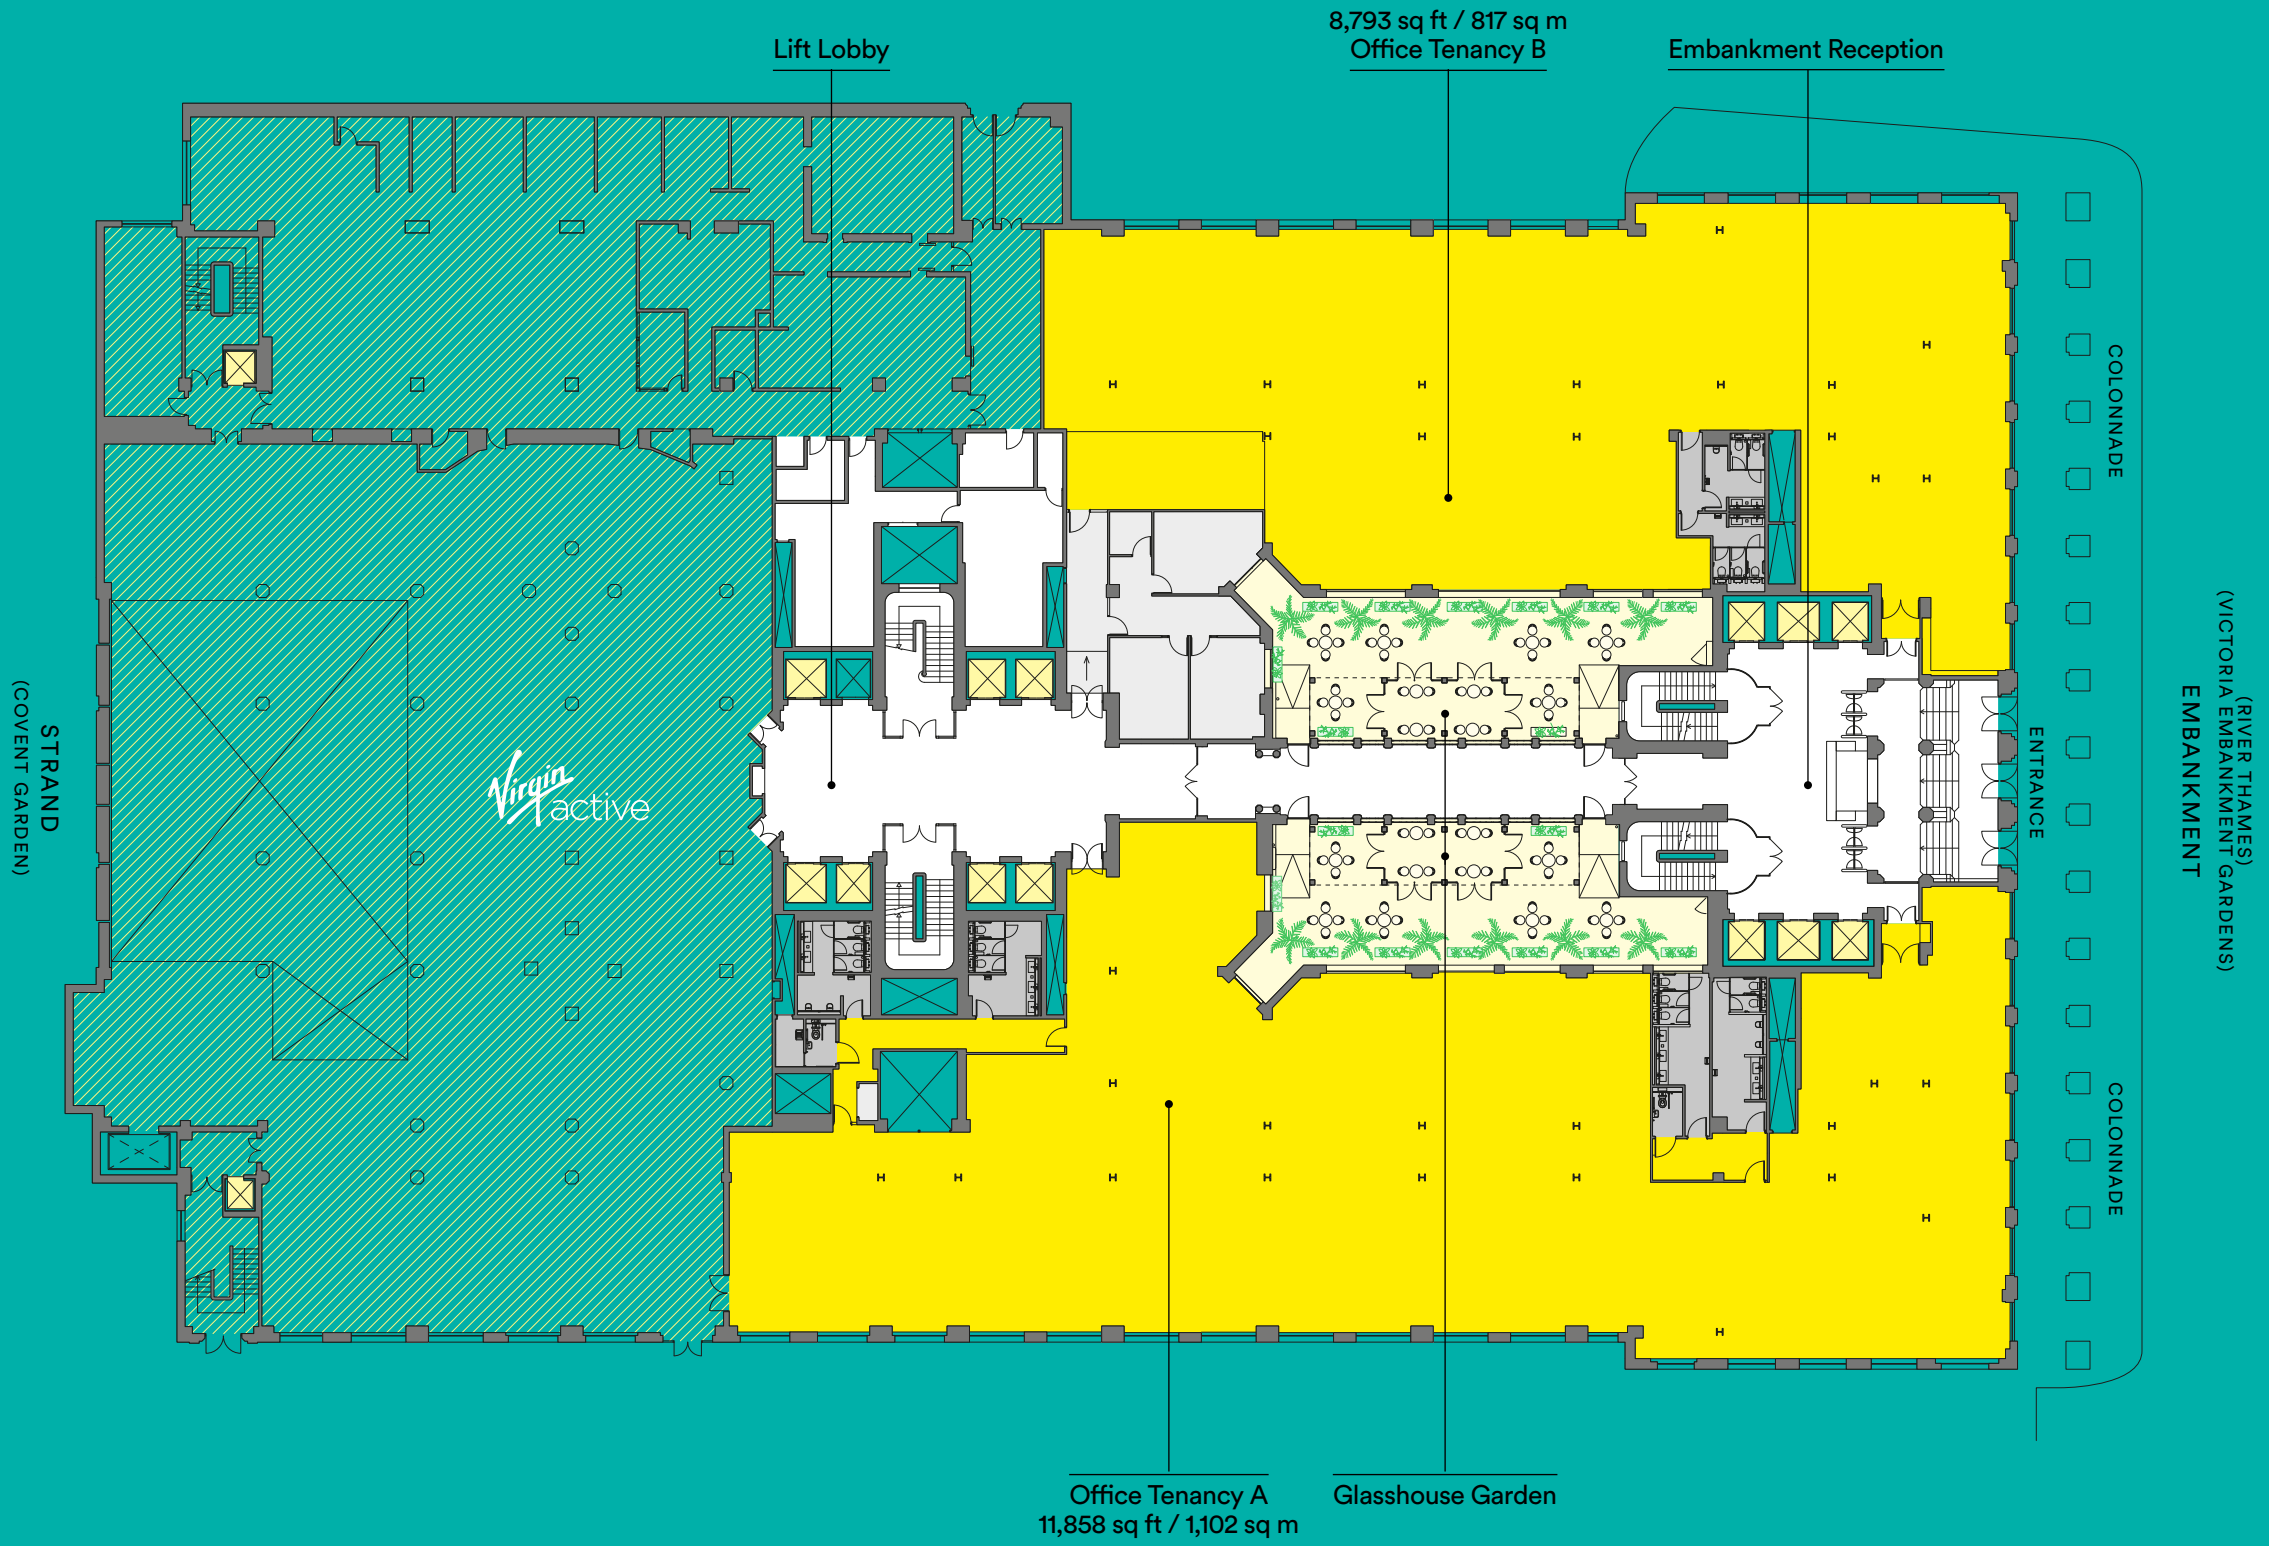 8,793 sq ft / 817 sq m
Lift Lobby
Office Tenancy B
Embankment Reception
COLONNADE
STRAND
(COVENT GARDEN)
Virgin
active
ENTRANCE
EMBANKMENT
(VICTORIA EMBANKMENT GARDENS)
(RIVER THAMES)
COLONNADE
Office Tenancy A
11,858 sq ft / 1,102 sq m
Glasshouse Garden